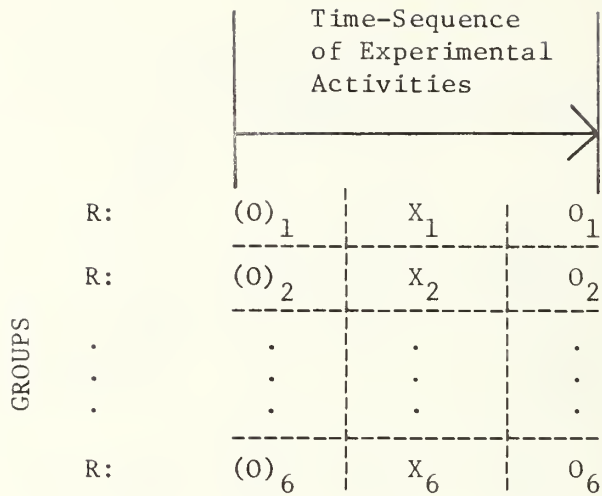 Time-Sequence
of Experimental
Activities
R: (O)1 X1 O1
R: (O)2 X2 O2
GROUPS
. . . .
. . . .
. . . .
R: (O)6 X6 O6